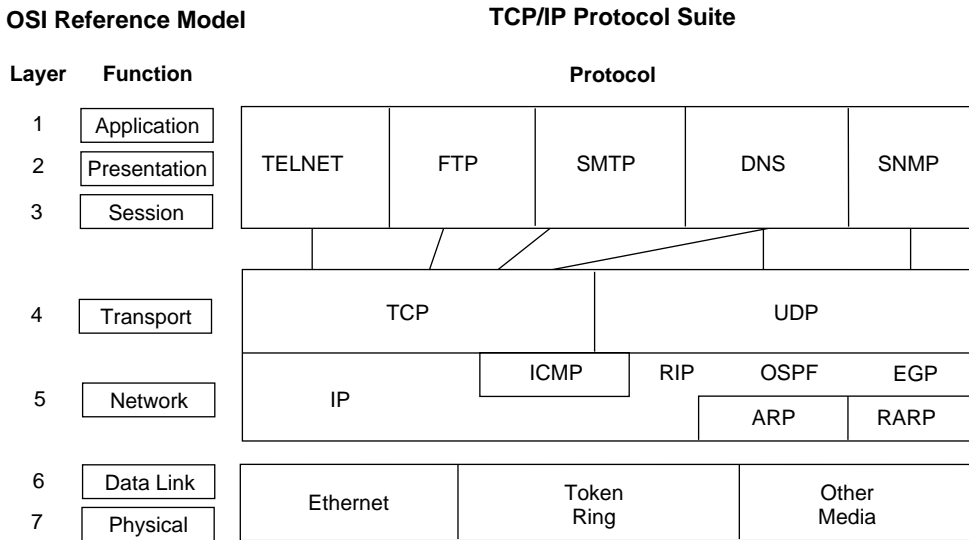 OSI Reference Model TCP/IP Protocol Suite
Layer Function Protocol
1 Application
2 Presentation TELNET FTP SMTP DNS SNMP
3 Session
4 Transport TCP UDP
ICMP RIP OSPF EGP
5 Network IP
ARP RARP
6 Data Link
Ethernet Token Ring Other Media
7 Physical